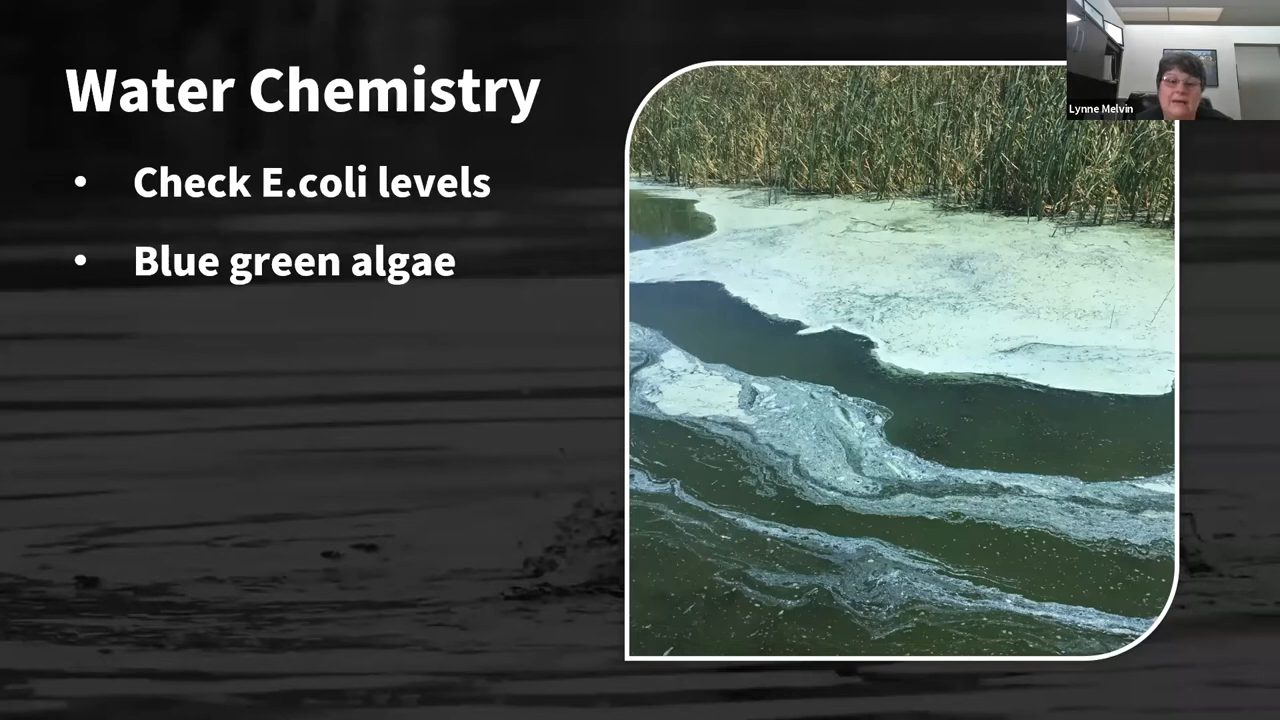 Water Chemistry
• Check E.coli levels
• Blue green algae
Lynne Melvin